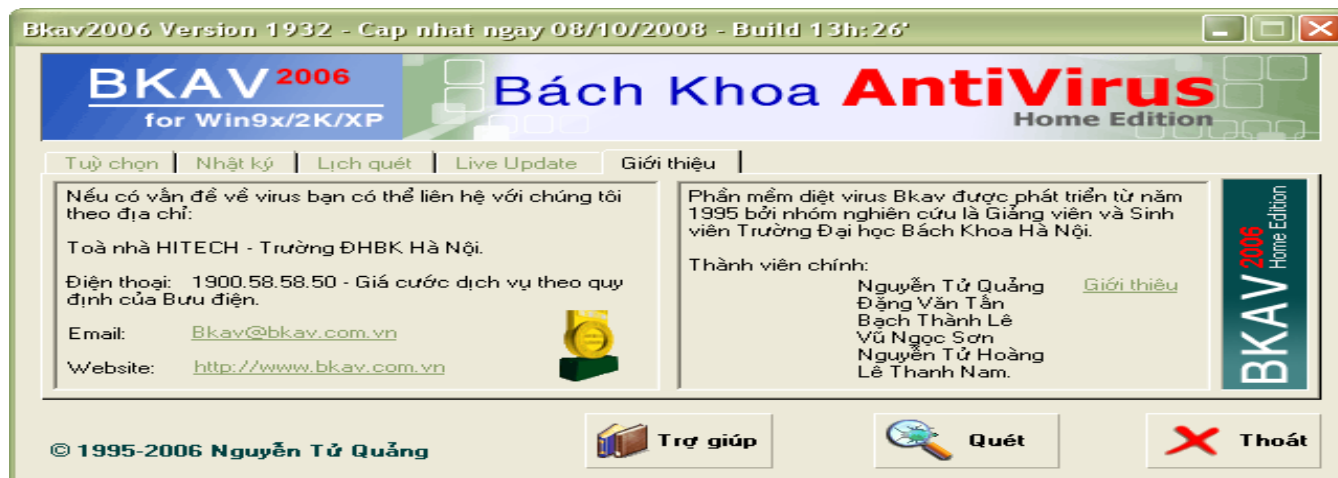 Bkav2006 Version 1932 - Cap nhat ngay 08/10/2008 - Build 13h:26'
BKAV 2006
for Win9x/2K/XP
Bách Khoa AntiVirus
Home Edition
Tuỳ chọn
Nhật ký
Lịch quét
Live Update
Giới thiệu
Nếu có vấn đề về virus bạn có thể liên hệ với chúng tôi
theo địa chỉ:
Toà nhà HITECH - Trường ĐHBK Hà Nội.
Điện thoại: 1900.58.58.50 - Giá cước dịch vụ theo quy
định của Bưu điện.
Email: Bkav@bkav.com.vn
Website: http://www.bkav.com.vn
Phần mềm diệt virus Bkav được phát triển từ năm
1995 bởi nhóm nghiên cứu là Giảng viên và Sinh
viên Trường Đại học Bách Khoa Hà Nội.
Thành viên chính:
Nguyễn Tử Quảng
Giới thiệu
Đặng Văn Tấn
Bạch Thành Lê
Vũ Ngọc Sơn
Nguyễn Tử Hoàng
Lê Thanh Nam.
BKAV 2006
Home Edition
© 1995-2006 Nguyễn Tử Quảng
Trợ giúp
Quét
Thoát